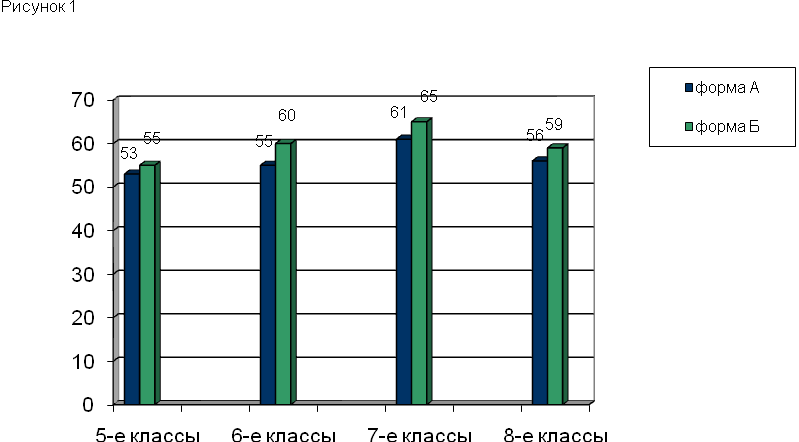 Рисунок 1
форма А
форма Б
70
60
50
40
30
20
10
0
53
55
55
60
61
65
56
59
5-е классы
6-е классы
7-е классы
8-е классы